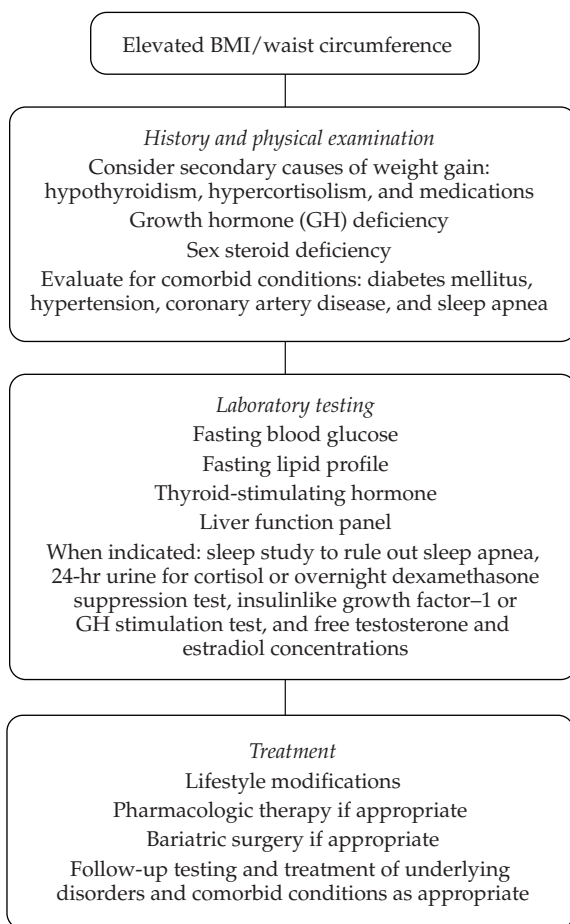 Elevated BMI/waist circumference
History and physical examination
Consider secondary causes of weight gain:
hypothyroidism, hypercortisolism, and medications
Growth hormone (GH) deficiency
Sex steroid deficiency
Evaluate for comorbid conditions: diabetes mellitus,
hypertension, coronary artery disease, and sleep apnea
Laboratory testing
Fasting blood glucose
Fasting lipid profile
Thyroid-stimulating hormone
Liver function panel
When indicated: sleep study to rule out sleep apnea,
24-hr urine for cortisol or overnight dexamethasone
suppression test, insulinlike growth factor–1 or
GH stimulation test, and free testosterone and
estradiol concentrations
Treatment
Lifestyle modifications
Pharmacologic therapy if appropriate
Bariatric surgery if appropriate
Follow-up testing and treatment of underlying
disorders and comorbid conditions as appropriate